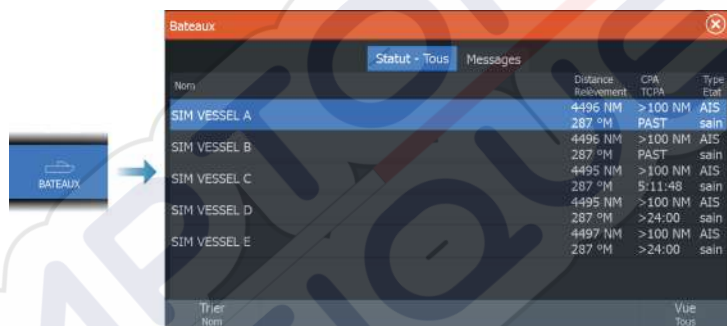 Bateaux
Statut - Tous Messages
Nom Distance CPA Type
Relèvement TCPA Etat
SIM VESSEL A 4496 NM >100 NM AIS
287 °M PAST sain
SIM VESSEL B 4496 NM >100 NM AIS
287 °M PAST sain
BATEAUX
SIM VESSEL C 4495 NM >100 NM AIS
287 °M 5:11:48 sain
SIM VESSEL D 4495 NM >100 NM AIS
287 °M >24:00 sain
SIM VESSEL E 4497 NM >100 NM AIS
287 °M >24:00 sain
Trier Vue
Nom Tous